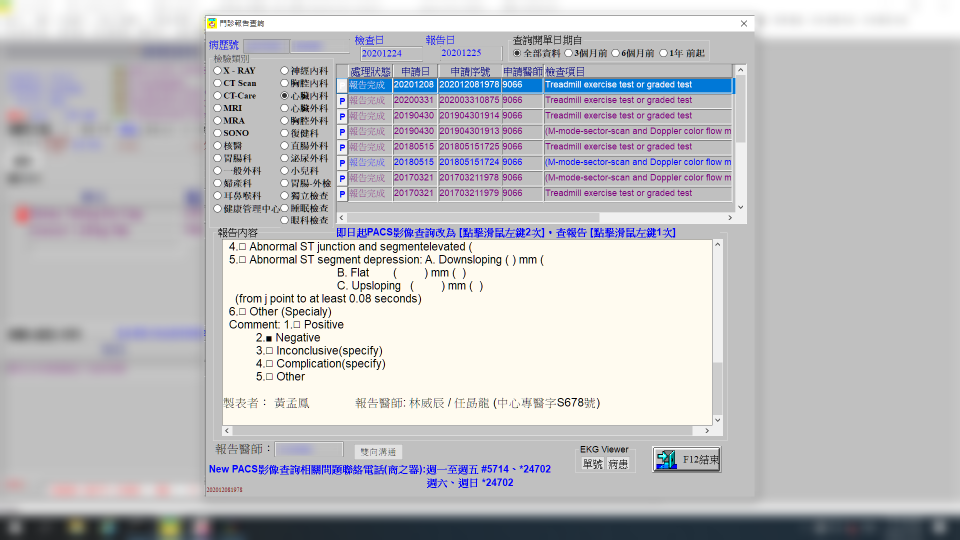 門診報告查詢
病歷號 檢查日 報告日 查詢開單日期自
20201224 20201225 全部資料 3個月前 6個月前 1年 前起
檢驗類別
X - RAY 神經內科
CT Scan 胸腔內科
CT-Care 心臟內科
MRI 心臟外科
MRA 胸腔外科
SONO 復健科
核醫 直腸外科
胃腸科 泌尿外科
一般外科 小兒科
婦產科 胃腸-外檢
耳鼻喉科 獨立檢查
健康管理中心 睡眠檢查
眼科檢查
處理狀態 申請日 申請序號 申請醫師 檢查項目
報告完成 20201208 202012081978 9066 Treadmill exercise test or graded test
P 報告完成 20200331 202003310875 9066 Treadmill exercise test or graded test
P 報告完成 20190430 201904301914 9066 Treadmill exercise test or graded test
P 報告完成 20190430 201904301913 9066 (M-mode-sector-scan and Doppler color flow m
P 報告完成 20180515 201805151725 9066 Treadmill exercise test or graded test
P 報告完成 20180515 201805151724 9066 (M-mode-sector-scan and Doppler color flow m
P 報告完成 20170321 201703211978 9066 (M-mode-sector-scan and Doppler color flow m
P 報告完成 20170321 201703211979 9066 Treadmill exercise test or graded test
報告內容 即日起PACS影像查詢改為 [點擊滑鼠左鍵2次]，查報告 [點擊滑鼠左鍵1次]
4.□ Abnormal ST junction and segmentelevated (
5.□ Abnormal ST segment depression: A. Downsloping ( ) mm (
B. Flat ( ) mm ( )
C. Upsloping ( ) mm ( )
(from j point to at least 0.08 seconds)
6.□ Other (Specialy)
Comment: 1.□ Positive
2.■ Negative
3.□ Inconclusive(specify)
4.□ Complication(specify)
5.□ Other
製表者： 黃孟鳳 報告醫師: 林威辰 / 任勗龍 (中心專醫字S678號)
報告醫師： 雙向溝通
EKG Viewer
單號 病患
F12結束
New PACS影像查詢相關問題聯絡電話(商之器):週一至週五 #5714、*24702
週六、週日 *24702
202012081978